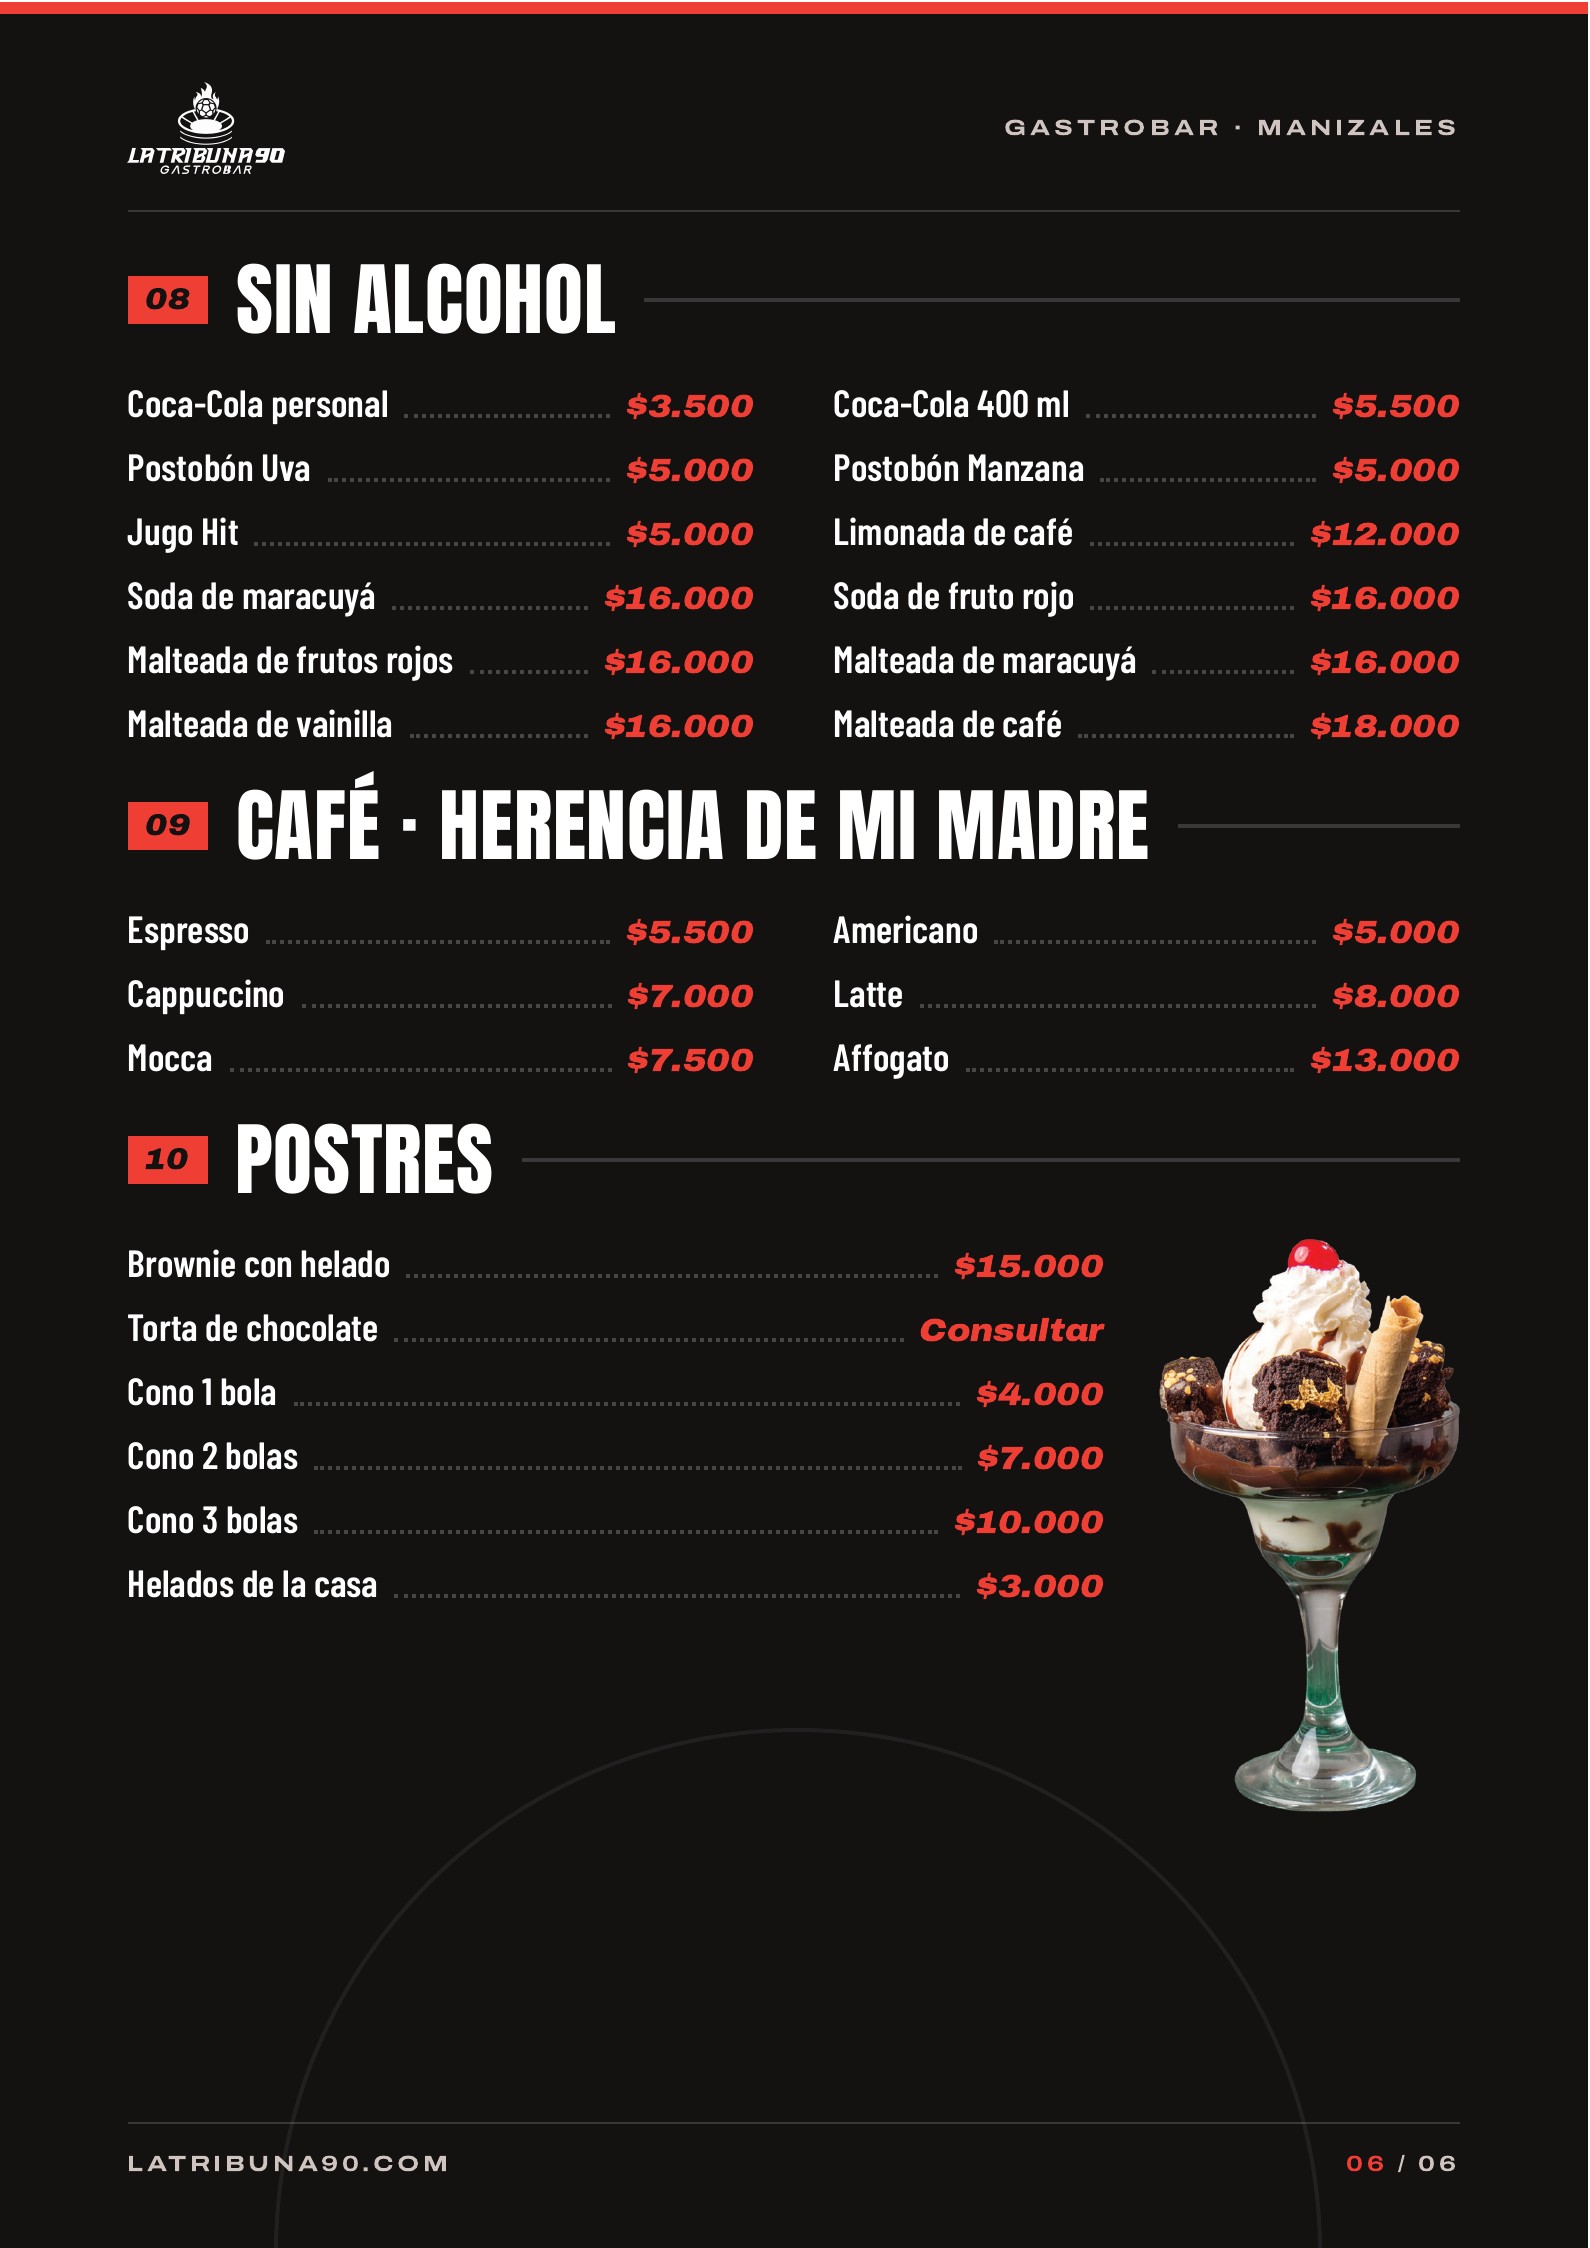 LATRIBUNA90
GASTROBAR
GASTROBAR · MANIZALES
08 SIN ALCOHOL
Coca-Cola personal $3.500
Coca-Cola 400 ml $5.500
Postobón Uva $5.000
Postobón Manzana $5.000
Jugo Hit $5.000
Limonada de café $12.000
Soda de maracuyá $16.000
Soda de fruto rojo $16.000
Malteada de frutos rojos $16.000
Malteada de maracuyá $16.000
Malteada de vainilla $16.000
Malteada de café $18.000
09 CAFÉ · HERENCIA DE MI MADRE
Espresso $5.500
Americano $5.000
Cappuccino $7.000
Latte $8.000
Mocca $7.500
Affogato $13.000
10 POSTRES
Brownie con helado $15.000
Torta de chocolate Consultar
Cono 1 bola $4.000
Cono 2 bolas $7.000
Cono 3 bolas $10.000
Helados de la casa $3.000
LATRIBUNA90.COM
06 / 06